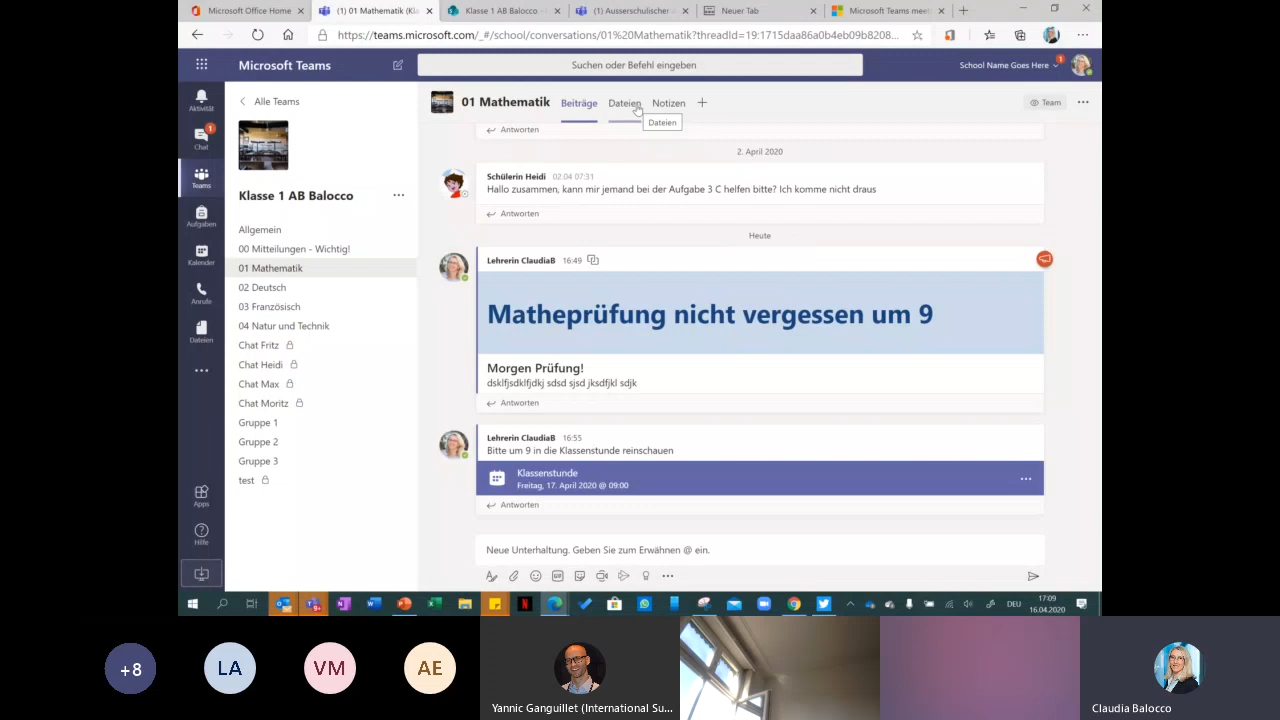 Microsoft Office Home
(1) 01 Mathematik (Kla
Klasse 1 AB Balocco -
(1) Ausserschulischer A
Neuer Tab
Microsoft Teams meet
https://teams.microsoft.com/_#/school/conversations/01%20Mathematik?threadId=19:1715daa86a0b4eb09b8208...
Microsoft Teams
Suchen oder Befehl eingeben
School Name Goes Here
1
Aktivität
Chat
1
Teams
Aufgaben
Kalender
Anrufe
Dateien
Apps
Hilfe
Alle Teams
Klasse 1 AB Balocco
Allgemein
00 Mitteilungen - Wichtig!
01 Mathematik
02 Deutsch
03 Französisch
04 Natur und Technik
Chat Fritz
Chat Heidi
Chat Max
Chat Moritz
Gruppe 1
Gruppe 2
Gruppe 3
test
01 Mathematik
Beiträge
Dateien
Notizen
Team
Dateien
Antworten
2. April 2020
Schülerin Heidi 02.04 07:31
Hallo zusammen, kann mir jemand bei der Aufgabe 3 C helfen bitte? Ich komme nicht draus
Antworten
Heute
Lehrerin ClaudiaB 16:49
Matheprüfung nicht vergessen um 9
Morgen Prüfung!
dsklfjsdklfjdkj sdsd sjsd jksdfjkl sdjk
Antworten
Lehrerin ClaudiaB 16:55
Bitte um 9 in die Klassenstunde reinschauen
Klassenstunde
Freitag, 17. April 2020 @ 09:00
Antworten
Neue Unterhaltung. Geben Sie zum Erwähnen @ ein.
DEU
17:09
16.04.2020
+8
LA
VM
AE
Yannic Ganguillet (International Su...
Claudia Balocco